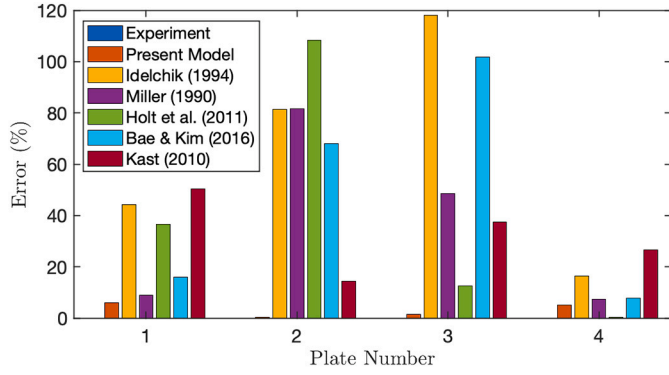 120
100
80
60
40
20
0
Error (%)
Experiment
Present Model
Idelchik (1994)
Miller (1990)
Holt et al. (2011)
Bae & Kim (2016)
Kast (2010)
1 2 3 4
Plate Number